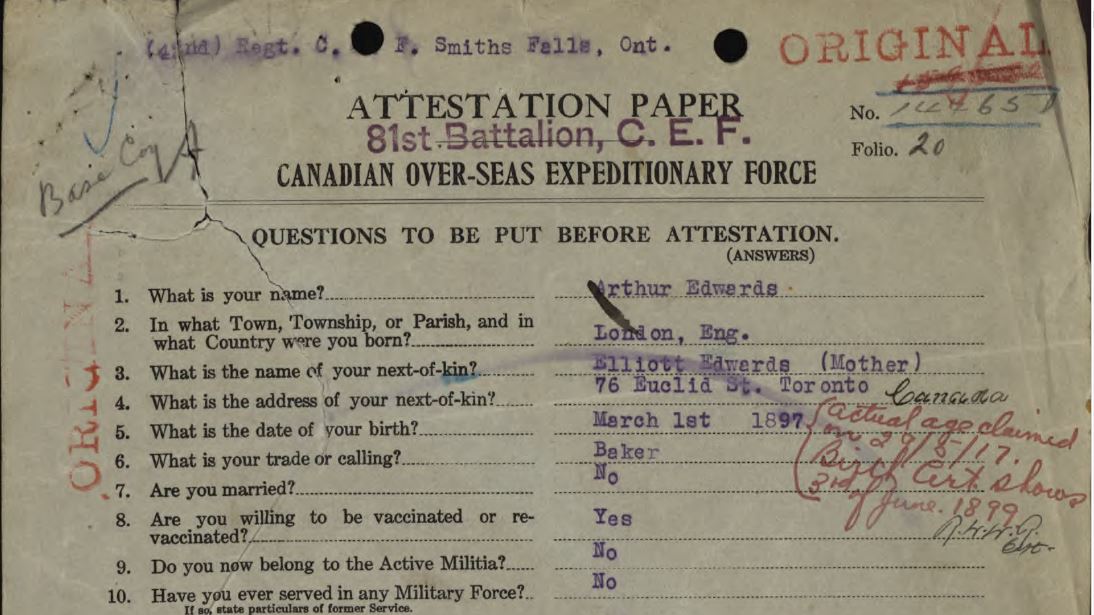 (42nd) Regt. C. F. Smiths Falls, Ont.
ORIGINAL
ATTESTATION PAPER
No.
81st Battalion, C. E. F.
Folio. 20
Base Coy
CANADIAN OVER-SEAS EXPEDITIONARY FORCE
ORIGINAL
QUESTIONS TO BE PUT BEFORE ATTESTATION.
(ANSWERS)
1. What is your name? Arthur Edwards
2. In what Town, Township, or Parish, and in
what Country were you born? London, Eng.
3. What is the name of your next-of-kin? Elliott Edwards (Mother)
4. What is the address of your next-of-kin? 76 Euclid St. Toronto Canada
5. What is the date of your birth? March 1st 1897
(Actual age claimed
on 29/5/17.
Birth Cert shows
3rd of June. 1899
6. What is your trade or calling? Baker
7. Are you married? No
8. Are you willing to be vaccinated or re-
vaccinated? Yes
9. Do you now belong to the Active Militia? No
10. Have you ever served in any Military Force? No
If so, state particulars of former Service.